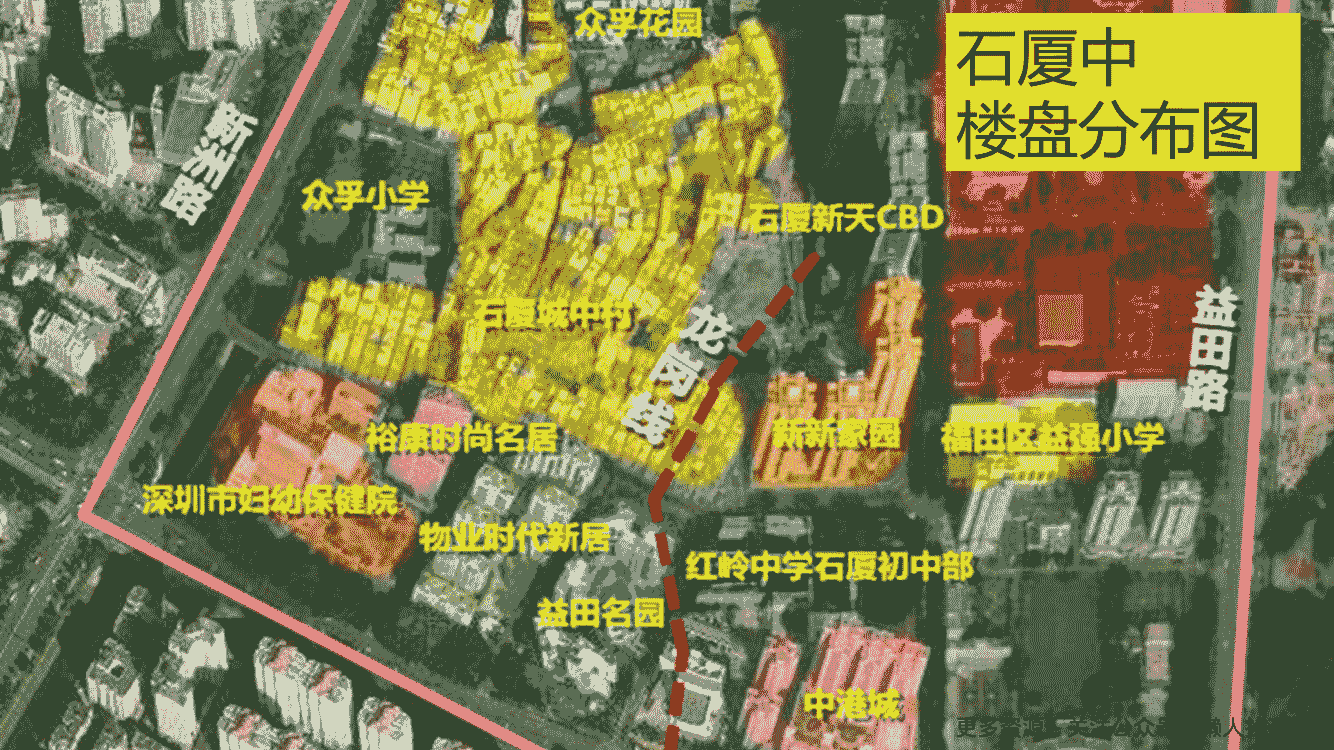 众孚花园
石厦中
楼盘分布图
新洲路
众孚小学
石厦新天CBD
石厦城中村
龙岗线
益田路
裕康时尚名居
新新家园
福田区益强小学
深圳市妇幼保健院
物业时代新居
红岭中学石厦初中部
益田名园
中港城